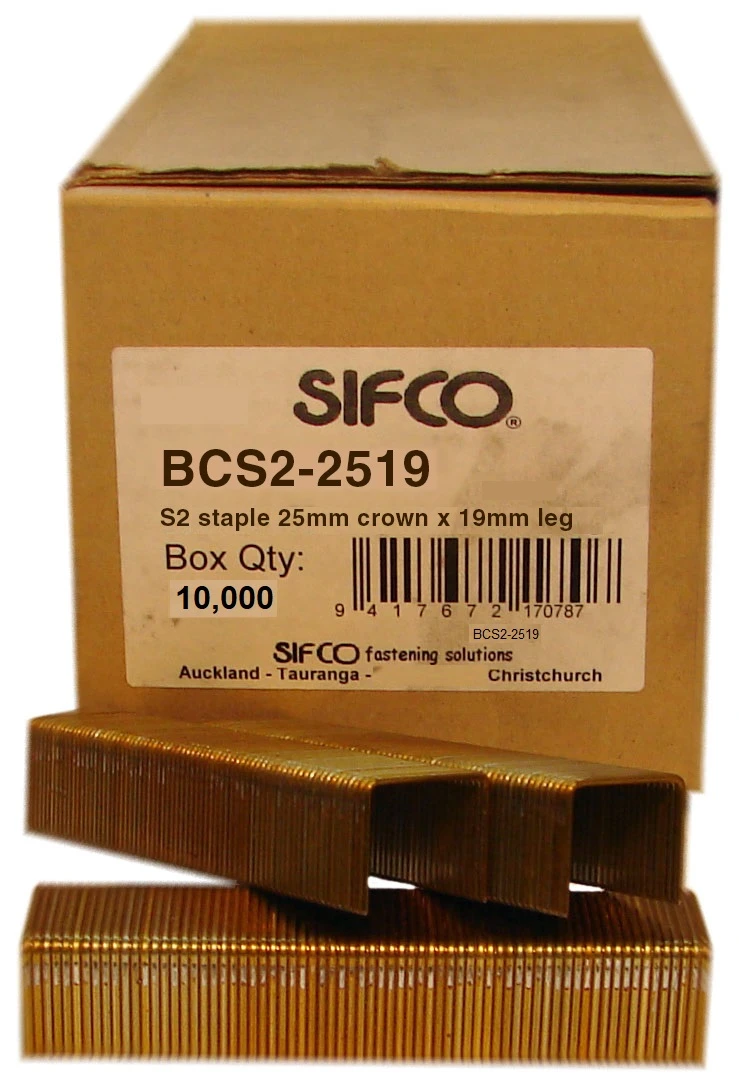 SIFCO®
BCS2-2519
S2 staple 25mm crown x 19mm leg
Box Qty:
10,000
9 417672 170787
BCS2-2519
SIFCO fastening solutions
Auckland - Tauranga - Christchurch